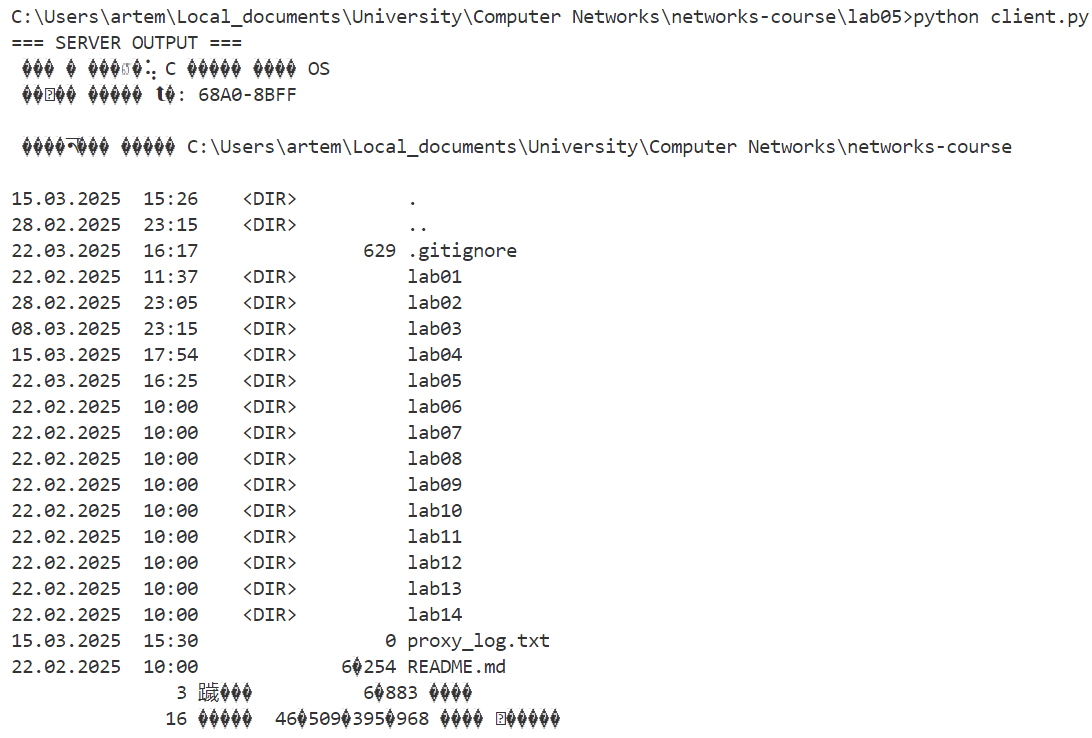 C:\Users\artem\Local_documents\University\Computer Networks\networks-course\lab05>python client.py
=== SERVER OUTPUT ===
C OS
: 68A0-8BFF
C:\Users\artem\Local_documents\University\Computer Networks\networks-course
15.03.2025  15:26    <DIR>          .
28.02.2025  23:15    <DIR>          ..
22.03.2025  16:17               629 .gitignore
22.02.2025  11:37    <DIR>          lab01
28.02.2025  23:05    <DIR>          lab02
08.03.2025  23:15    <DIR>          lab03
15.03.2025  17:54    <DIR>          lab04
22.03.2025  16:25    <DIR>          lab05
22.02.2025  10:00    <DIR>          lab06
22.02.2025  10:00    <DIR>          lab07
22.02.2025  10:00    <DIR>          lab08
22.02.2025  10:00    <DIR>          lab09
22.02.2025  10:00    <DIR>          lab10
22.02.2025  10:00    <DIR>          lab11
22.02.2025  10:00    <DIR>          lab12
22.02.2025  10:00    <DIR>          lab13
22.02.2025  10:00    <DIR>          lab14
15.03.2025  15:30                 0 proxy_log.txt
22.02.2025  10:00             6�254 README.md
3 6�883
16 46�509�395�968